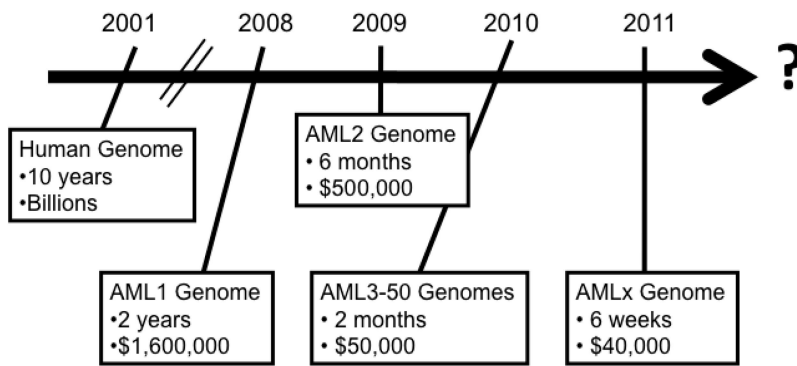 2001 2008 2009 2010 2011
?
Human Genome
•10 years
•Billions
AML1 Genome
•2 years
•$1,600,000
AML2 Genome
• 6 months
• $500,000
AML3-50 Genomes
• 2 months
• $50,000
AMLx Genome
• 6 weeks
• $40,000